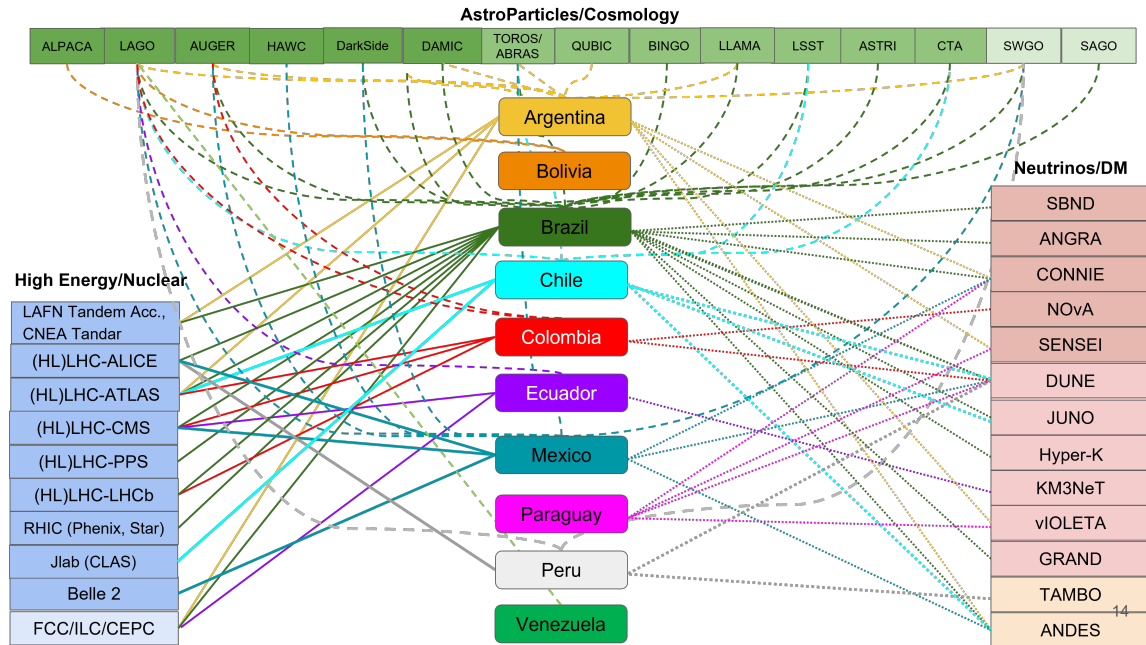 AstroParticles/Cosmology
ALPACA
LAGO
AUGER
HAWC
DarkSide
DAMIC
TOROS/
ABRAS
QUBIC
BINGO
LLAMA
LSST
ASTRI
CTA
SWGO
SAGO
Argentina
Bolivia
Brazil
Chile
Colombia
Ecuador
Mexico
Paraguay
Peru
Venezuela
High Energy/Nuclear
LAFN Tandem Acc.,
CNEA Tandar
(HL)LHC-ALICE
(HL)LHC-ATLAS
(HL)LHC-CMS
(HL)LHC-PPS
(HL)LHC-LHCb
RHIC (Phenix, Star)
Jlab (CLAS)
Belle 2
FCC/ILC/CEPC
Neutrinos/DM
SBND
ANGRA
CONNIE
NOvA
SENSEI
DUNE
JUNO
Hyper-K
KM3NeT
vIOLETA
GRAND
TAMBO
14
ANDES